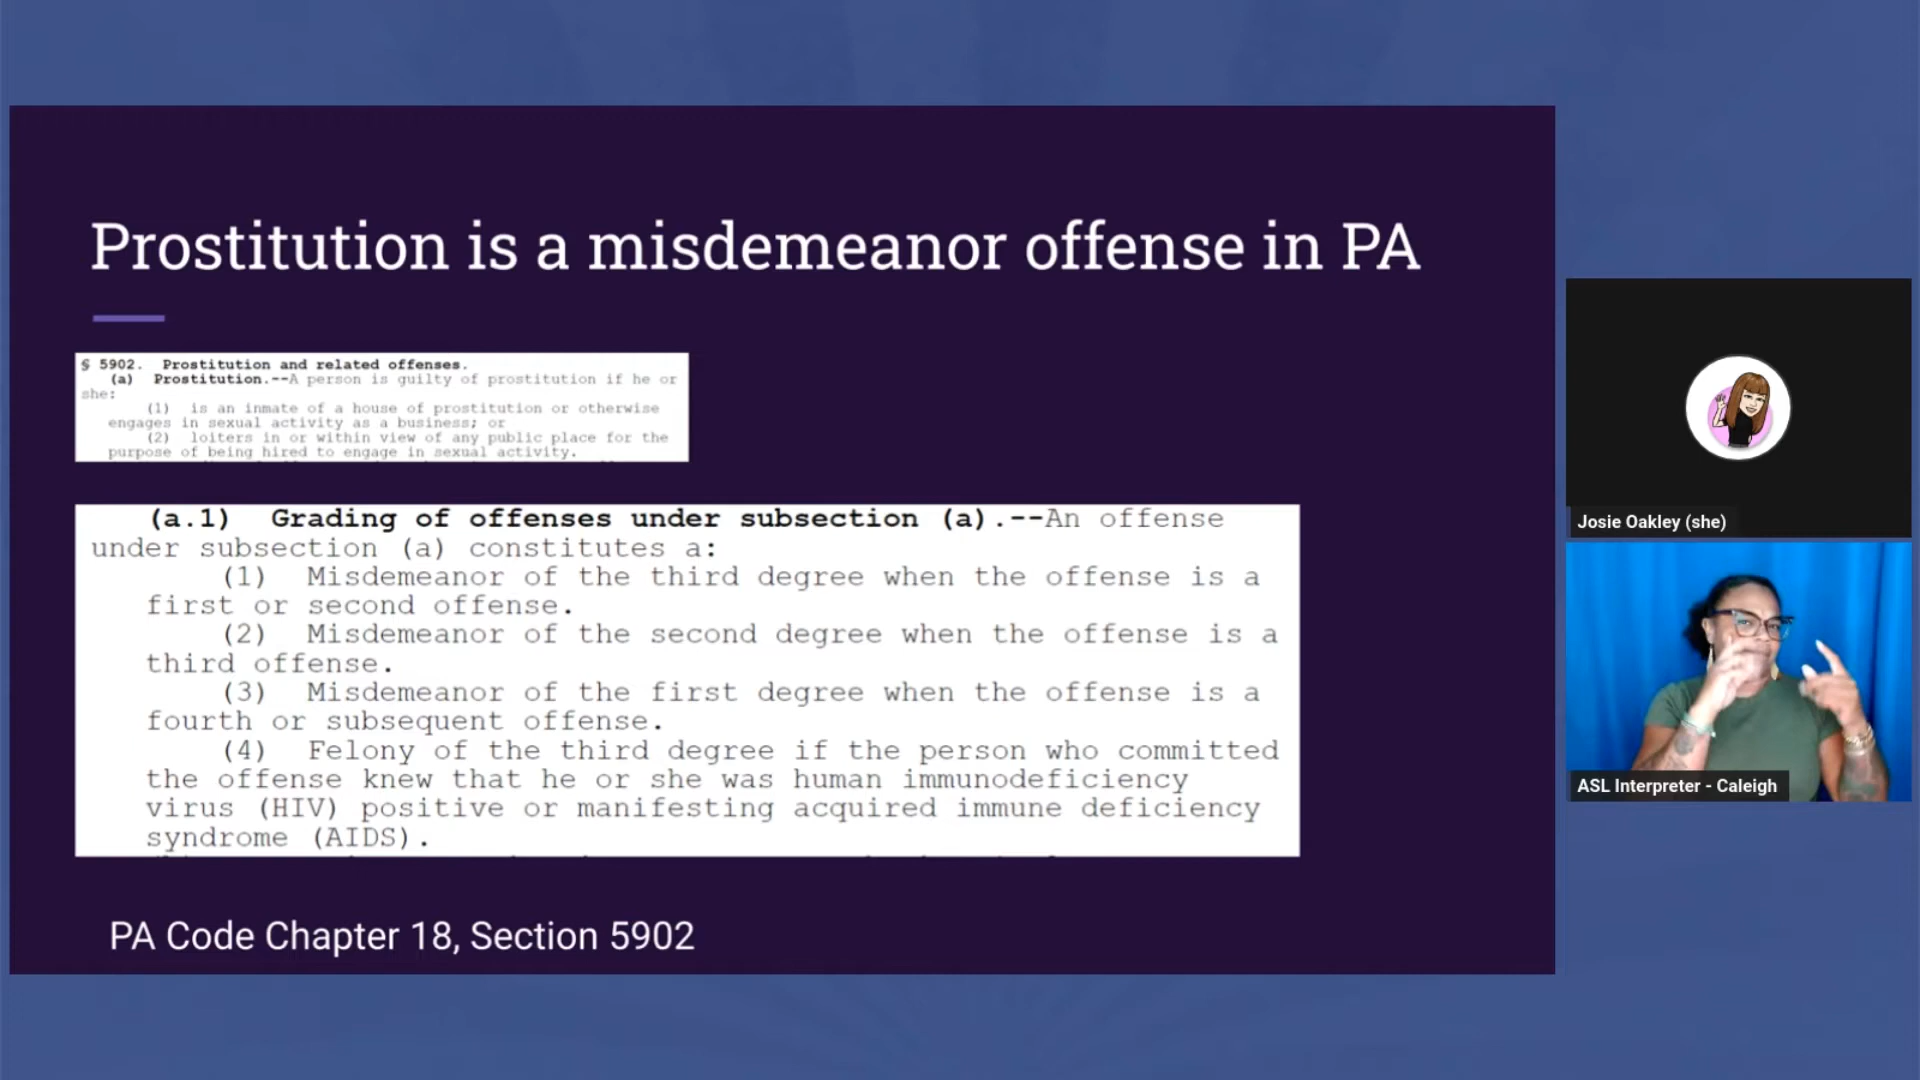 Prostitution is a misdemeanor offense in PA
§ 5902. Prostitution and related offenses.
(a) Prostitution.--A person is guilty of prostitution if he or
she:
(1) is an inmate of a house of prostitution or otherwise
engages in sexual activity as a business; or
(2) loiters in or within view of any public place for the
purpose of being hired to engage in sexual activity.
(a.1) Grading of offenses under subsection (a).--An offense
under subsection (a) constitutes a:
(1) Misdemeanor of the third degree when the offense is a
first or second offense.
(2) Misdemeanor of the second degree when the offense is a
third offense.
(3) Misdemeanor of the first degree when the offense is a
fourth or subsequent offense.
(4) Felony of the third degree if the person who committed
the offense knew that he or she was human immunodeficiency
virus (HIV) positive or manifesting acquired immune deficiency
syndrome (AIDS).
PA Code Chapter 18, Section 5902
Josie Oakley (she)
ASL Interpreter - Caleigh